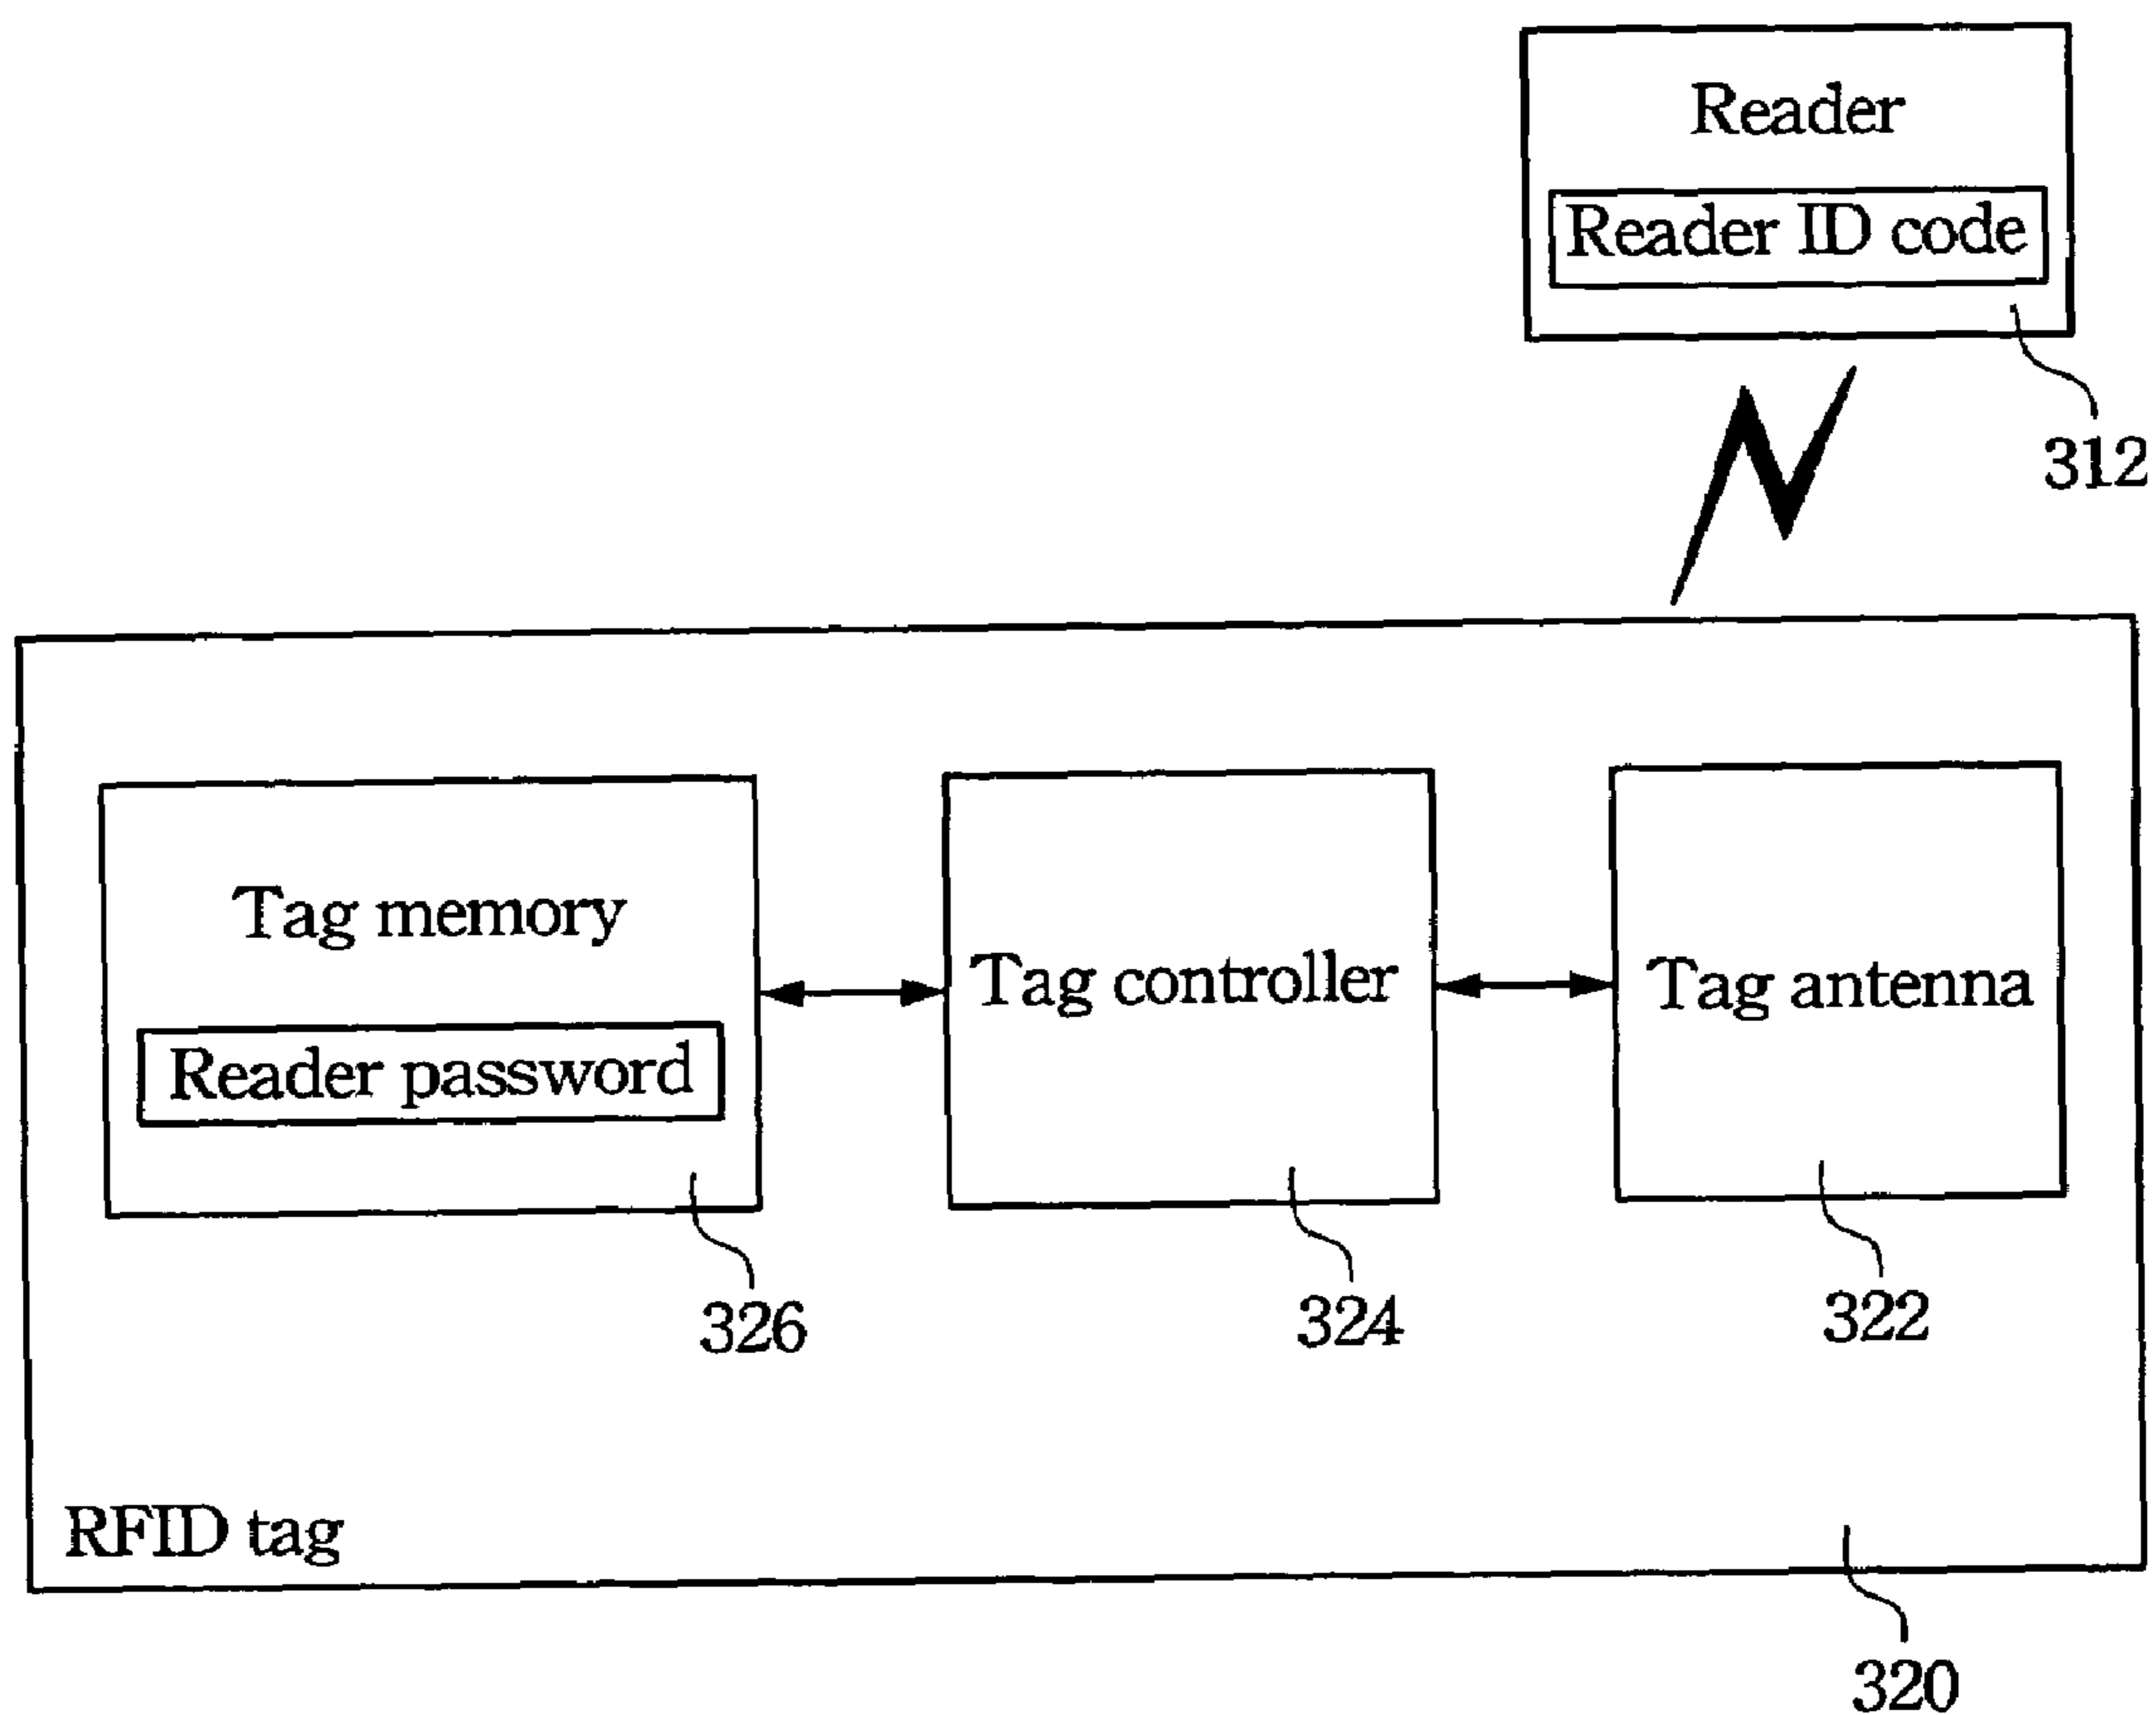 Reader
Reader ID code
312
Tag memory
Reader password
Tag controller
Tag antenna
326
324
322
RFID tag
320